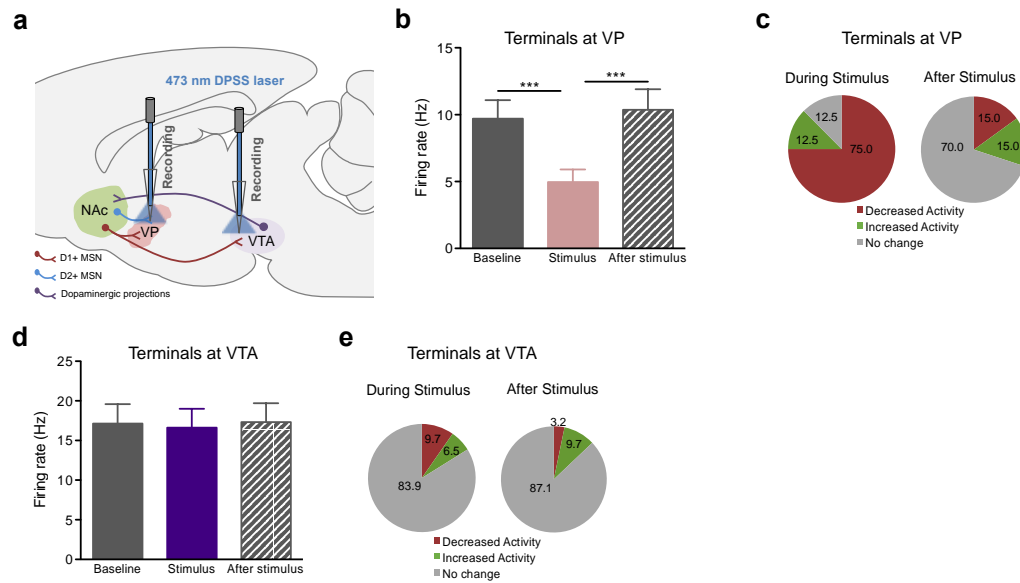 a
473 nm DPSS laser
Recording
Recording
NAc
VP
VTA
D1+ MSN
D2+ MSN
Dopaminergic projections
b
Terminals at VP
Firing rate (Hz)
15
10
5
0
Baseline
Stimulus
After stimulus
***
***
c
Terminals at VP
During Stimulus
After Stimulus
12.5
12.5
75.0
15.0
15.0
70.0
Decreased Activity
Increased Activity
No change
d
Terminals at VTA
Firing rate (Hz)
25
20
15
10
5
0
Baseline
Stimulus
After stimulus
e
Terminals at VTA
During Stimulus
After Stimulus
9.7
6.5
83.9
3.2
9.7
87.1
Decreased Activity
Increased Activity
No change